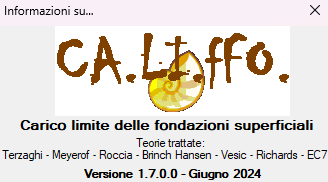 Informazioni su...
CA.LI.ffO.
Carico limite delle fondazioni superficiali
Teorie trattate:
Terzaghi - Meyerof - Roccia - Brinch Hansen - Vesic - Richards - EC7
Versione 1.7.0.0 - Giugno 2024